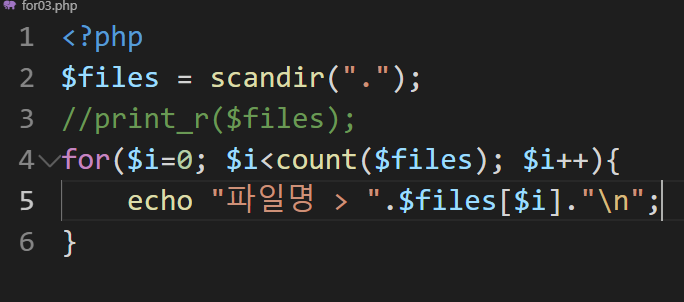 for03.php
1 <?php
2 $files = scandir(".");
3 //print_r($files);
4 for($i=0; $i<count($files); $i++){
5     echo "파일명 > ".$files[$i]."\n";
6 }